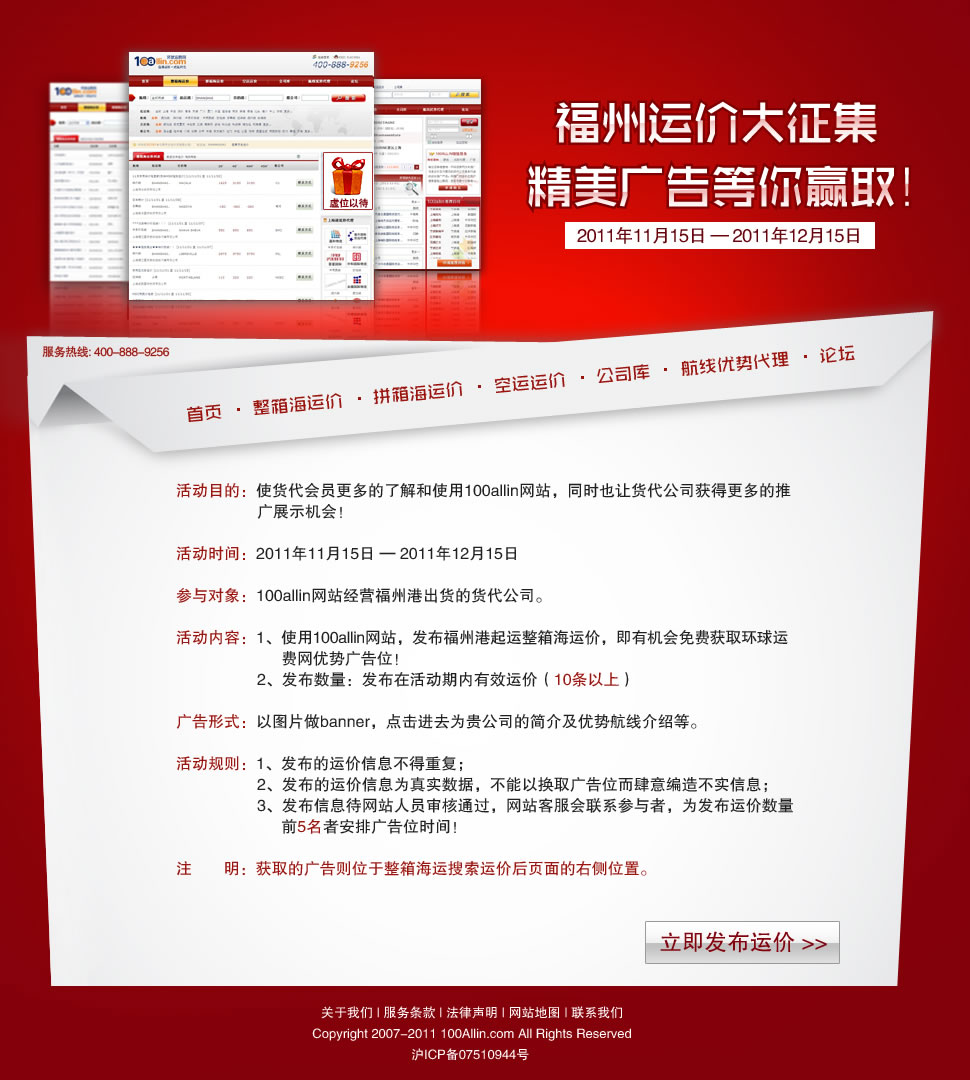 100allin.com
400-888-9256
虚位以待
福州运价大征集
精美广告等你赢取!
2011年11月15日 — 2011年12月15日
服务热线: 400-888-9256
首页 · 整箱海运价 · 拼箱海运价 · 空运运价 · 公司库 · 航线优势代理 · 论坛
活动目的：使货代会员更多的了解和使用100allin网站，同时也让货代公司获得更多的推
广展示机会！
活动时间：2011年11月15日 — 2011年12月15日
参与对象：100allin网站经营福州港出货的货代公司。
活动内容：1、使用100allin网站，发布福州港起运整箱海运价，即有机会免费获取环球运
费网优势广告位！
2、发布数量：发布在活动期内有效运价（10条以上）
广告形式：以图片做banner，点击进去为贵公司的简介及优势航线介绍等。
活动规则：1、发布的运价信息不得重复；
2、发布的运价信息为真实数据，不能以换取广告位而肆意编造不实信息；
3、发布信息待网站人员审核通过，网站客服会联系参与者，为发布运价数量
前5名者安排广告位时间！
注　　明：获取的广告则位于整箱海运搜索运价后页面的右侧位置。
立即发布运价 >>
关于我们 | 服务条款 | 法律声明 | 网站地图 | 联系我们
Copyright 2007-2011 100Allin.com All Rights Reserved
沪ICP备07510944号